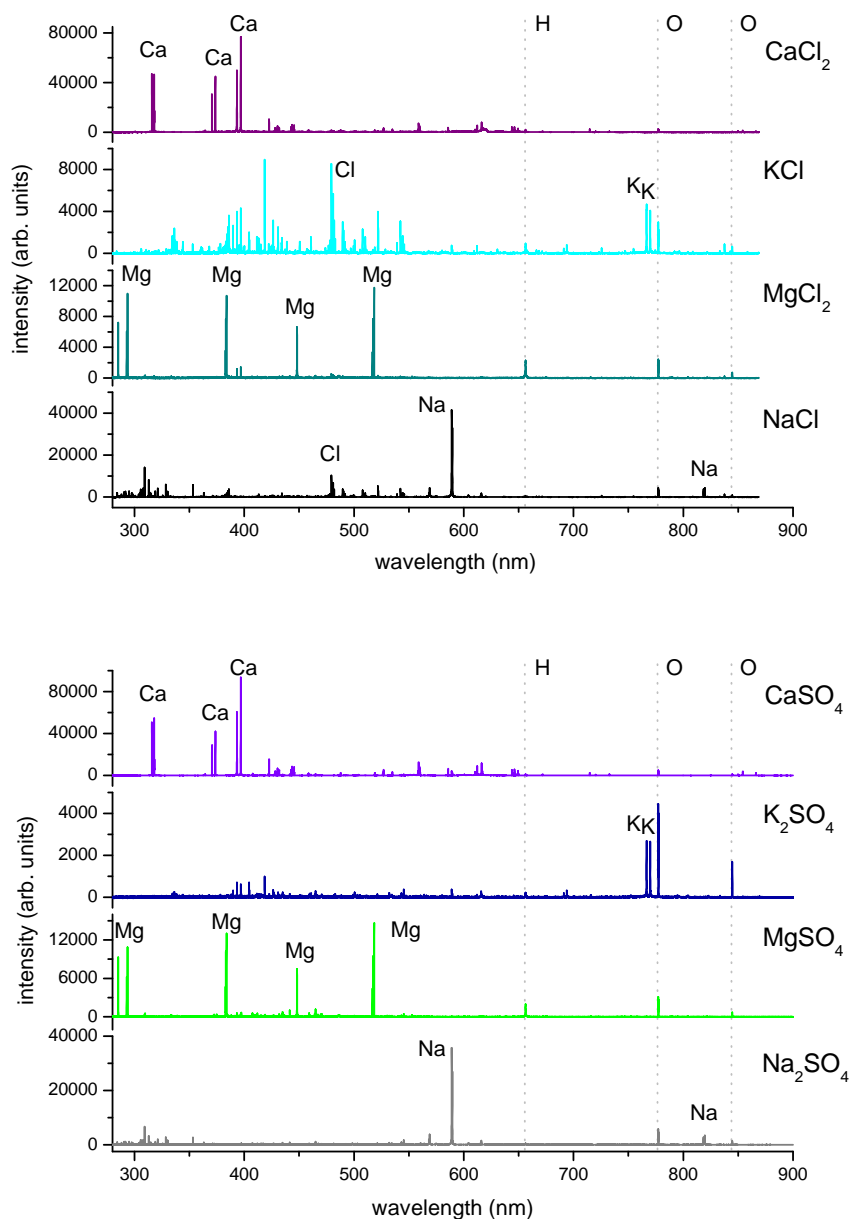 H O O
80000 Ca Ca Ca CaCl2
40000
0
8000 Cl K K KCl
4000
0
12000 Mg Mg Mg Mg MgCl2
8000
4000
0
40000 Na NaCl
20000 Cl Na
0
intensity (arb. units)
300 400 500 600 700 800 900
wavelength (nm)
H O O
80000 Ca Ca Ca CaSO4
40000
0
4000 K K K2SO4
2000
0
12000 Mg Mg Mg Mg MgSO4
6000
0
40000 Na Na2SO4
20000 Na
0
intensity (arb. units)
300 400 500 600 700 800 900
wavelength (nm)